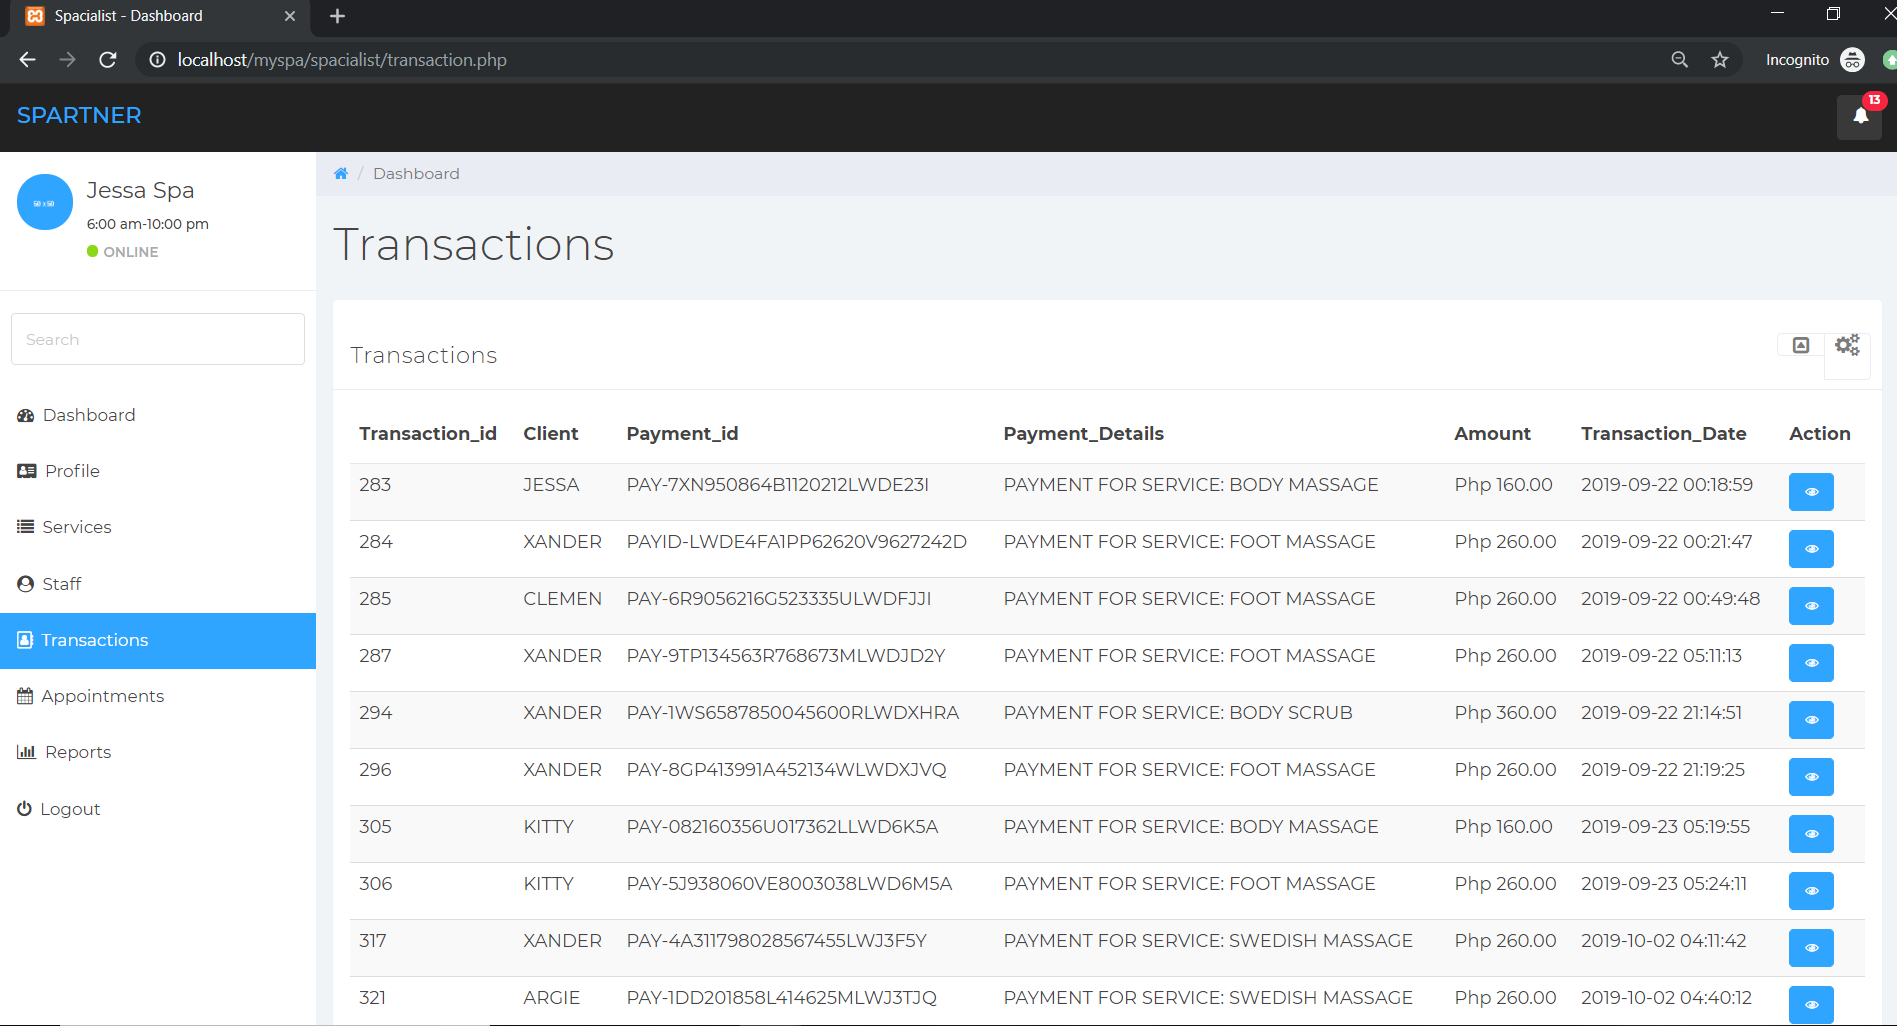 Spacialist - Dashboard
localhost/myspa/spacialist/transaction.php
Incognito
SPARTNER
13
Jessa Spa
6:00 am-10:00 pm
ONLINE
50 x 50
Search
Dashboard
Profile
Services
Staff
Transactions
Appointments
Reports
Logout
/ Dashboard
Transactions
Transactions
Transaction_id Client Payment_id Payment_Details Amount Transaction_Date Action
283 JESSA PAY-7XN950864B1120212LWDE23I PAYMENT FOR SERVICE: BODY MASSAGE Php 160.00 2019-09-22 00:18:59
284 XANDER PAYID-LWDE4FA1PP62620V9627242D PAYMENT FOR SERVICE: FOOT MASSAGE Php 260.00 2019-09-22 00:21:47
285 CLEMEN PAY-6R9056216G523335ULWDFJJI PAYMENT FOR SERVICE: FOOT MASSAGE Php 260.00 2019-09-22 00:49:48
287 XANDER PAY-9TP134563R768673MLWDJD2Y PAYMENT FOR SERVICE: FOOT MASSAGE Php 260.00 2019-09-22 05:11:13
294 XANDER PAY-1WS6587850045600RLWDXHRA PAYMENT FOR SERVICE: BODY SCRUB Php 360.00 2019-09-22 21:14:51
296 XANDER PAY-8GP413991A452134WLWDXJVQ PAYMENT FOR SERVICE: FOOT MASSAGE Php 260.00 2019-09-22 21:19:25
305 KITTY PAY-082160356U017362LLWD6K5A PAYMENT FOR SERVICE: BODY MASSAGE Php 160.00 2019-09-23 05:19:55
306 KITTY PAY-5J938060VE8003038LWD6M5A PAYMENT FOR SERVICE: FOOT MASSAGE Php 260.00 2019-09-23 05:24:11
317 XANDER PAY-4A311798028567455LWJ3F5Y PAYMENT FOR SERVICE: SWEDISH MASSAGE Php 260.00 2019-10-02 04:11:42
321 ARGIE PAY-1DD201858L414625MLWJ3TJQ PAYMENT FOR SERVICE: SWEDISH MASSAGE Php 260.00 2019-10-02 04:40:12